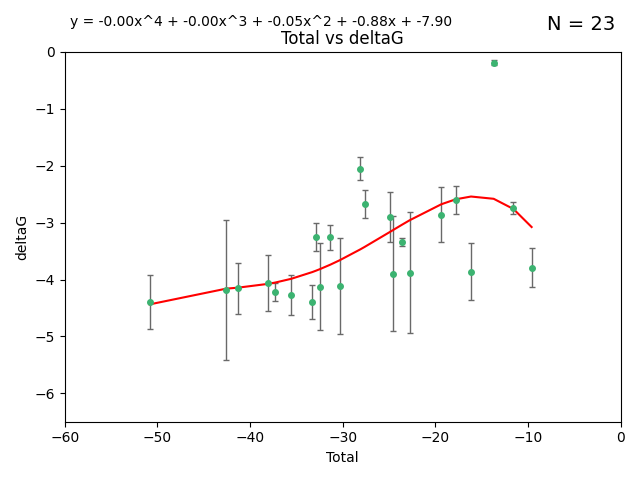 y = -0.00x^4 + -0.00x^3 + -0.05x^2 + -0.88x + -7.90
N = 23
Total vs deltaG
0
−1
−2
−3
−4
−5
−6
deltaG
−60 −50 −40 −30 −20 −10 0
Total